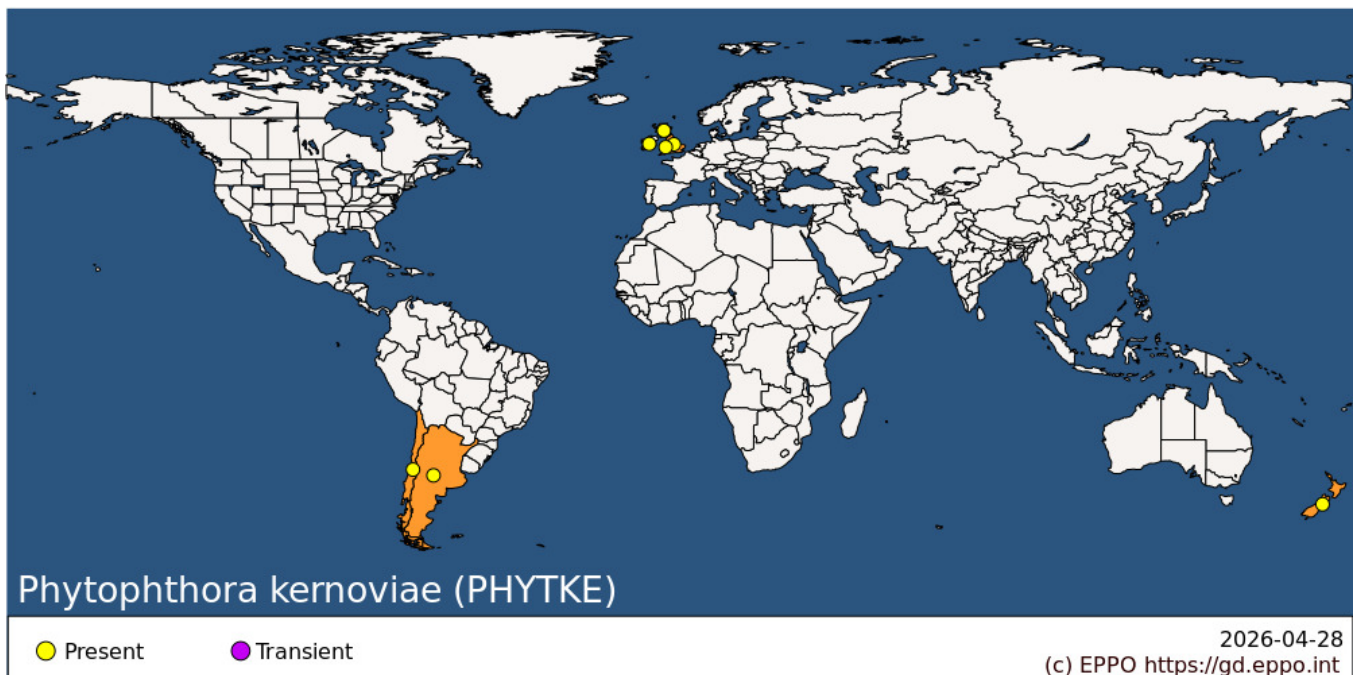 Phytophthora kernoviae (PHYTKE)
Present
Transient
2026-04-28
(c) EPPO https://gd.eppo.int